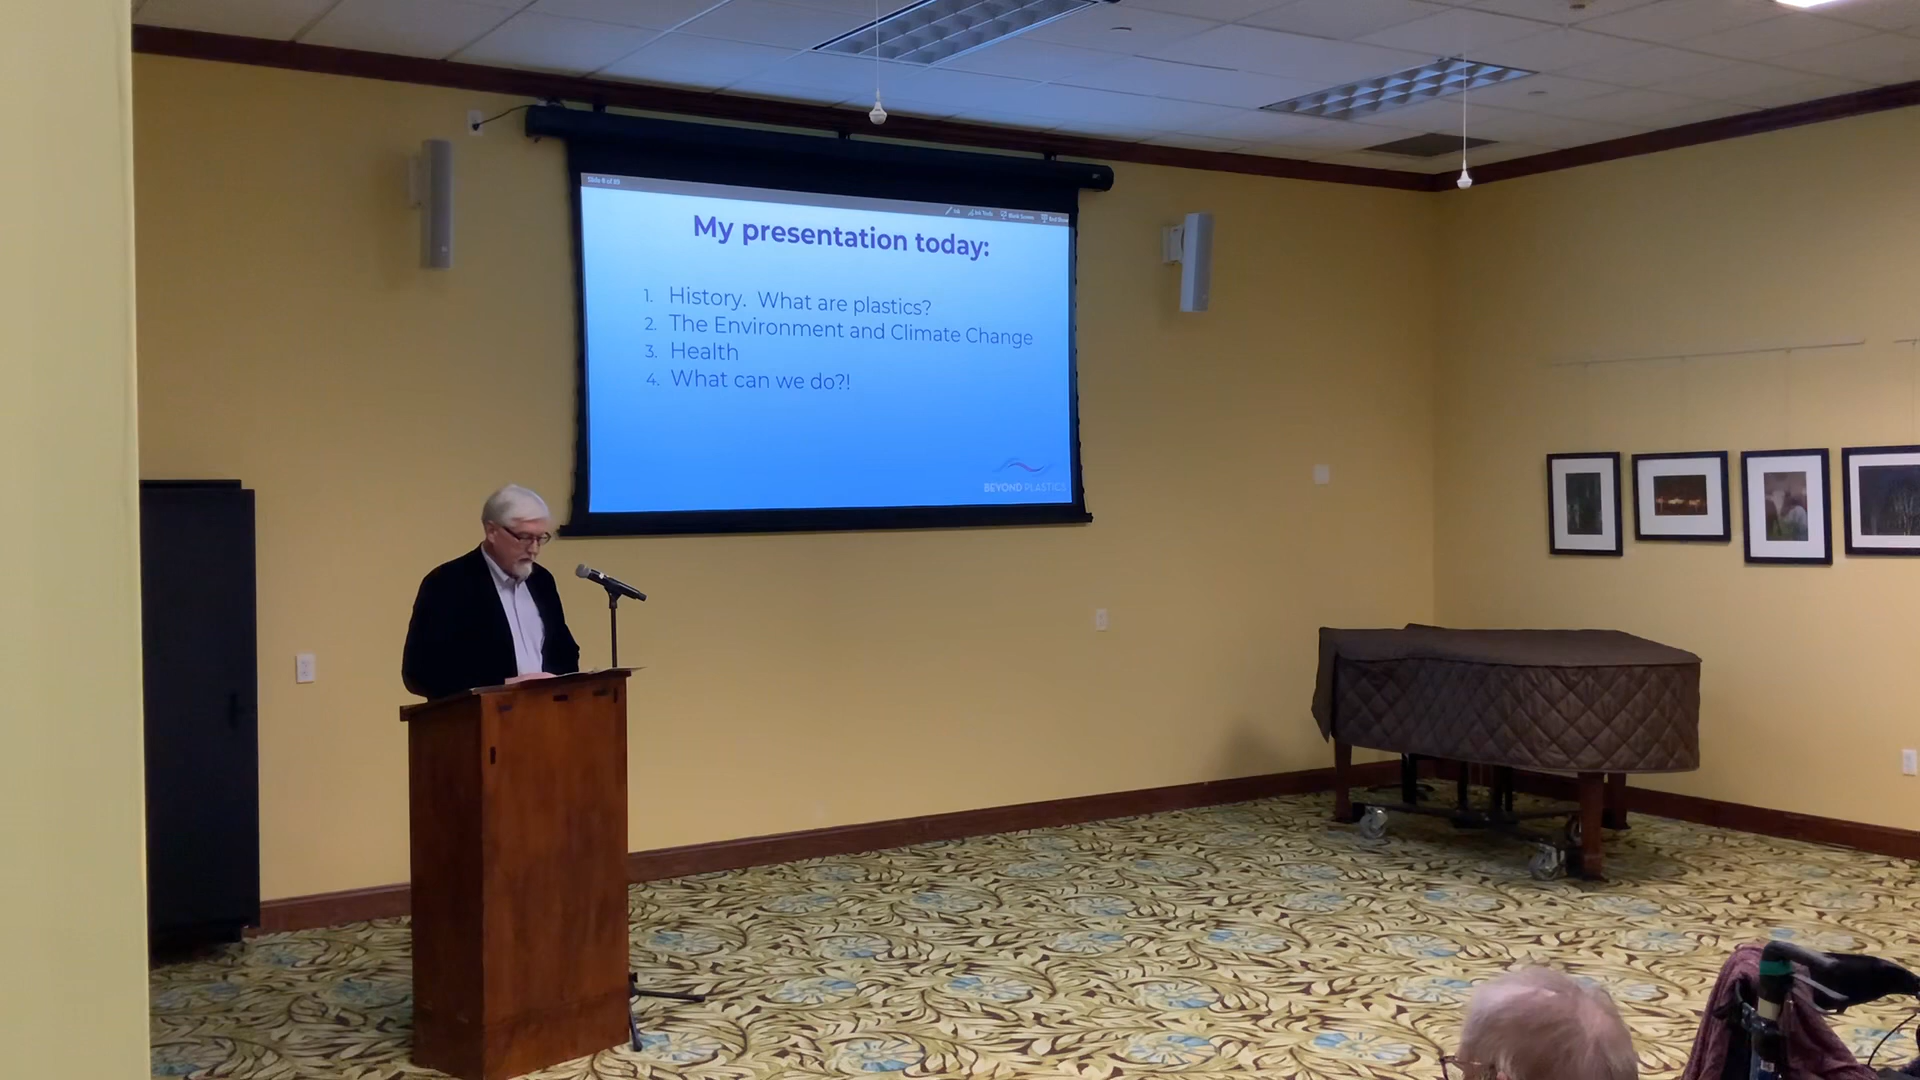 My presentation today:
1. History. What are plastics?
2. The Environment and Climate Change
3. Health
4. What can we do?!
BEYOND PLASTICS